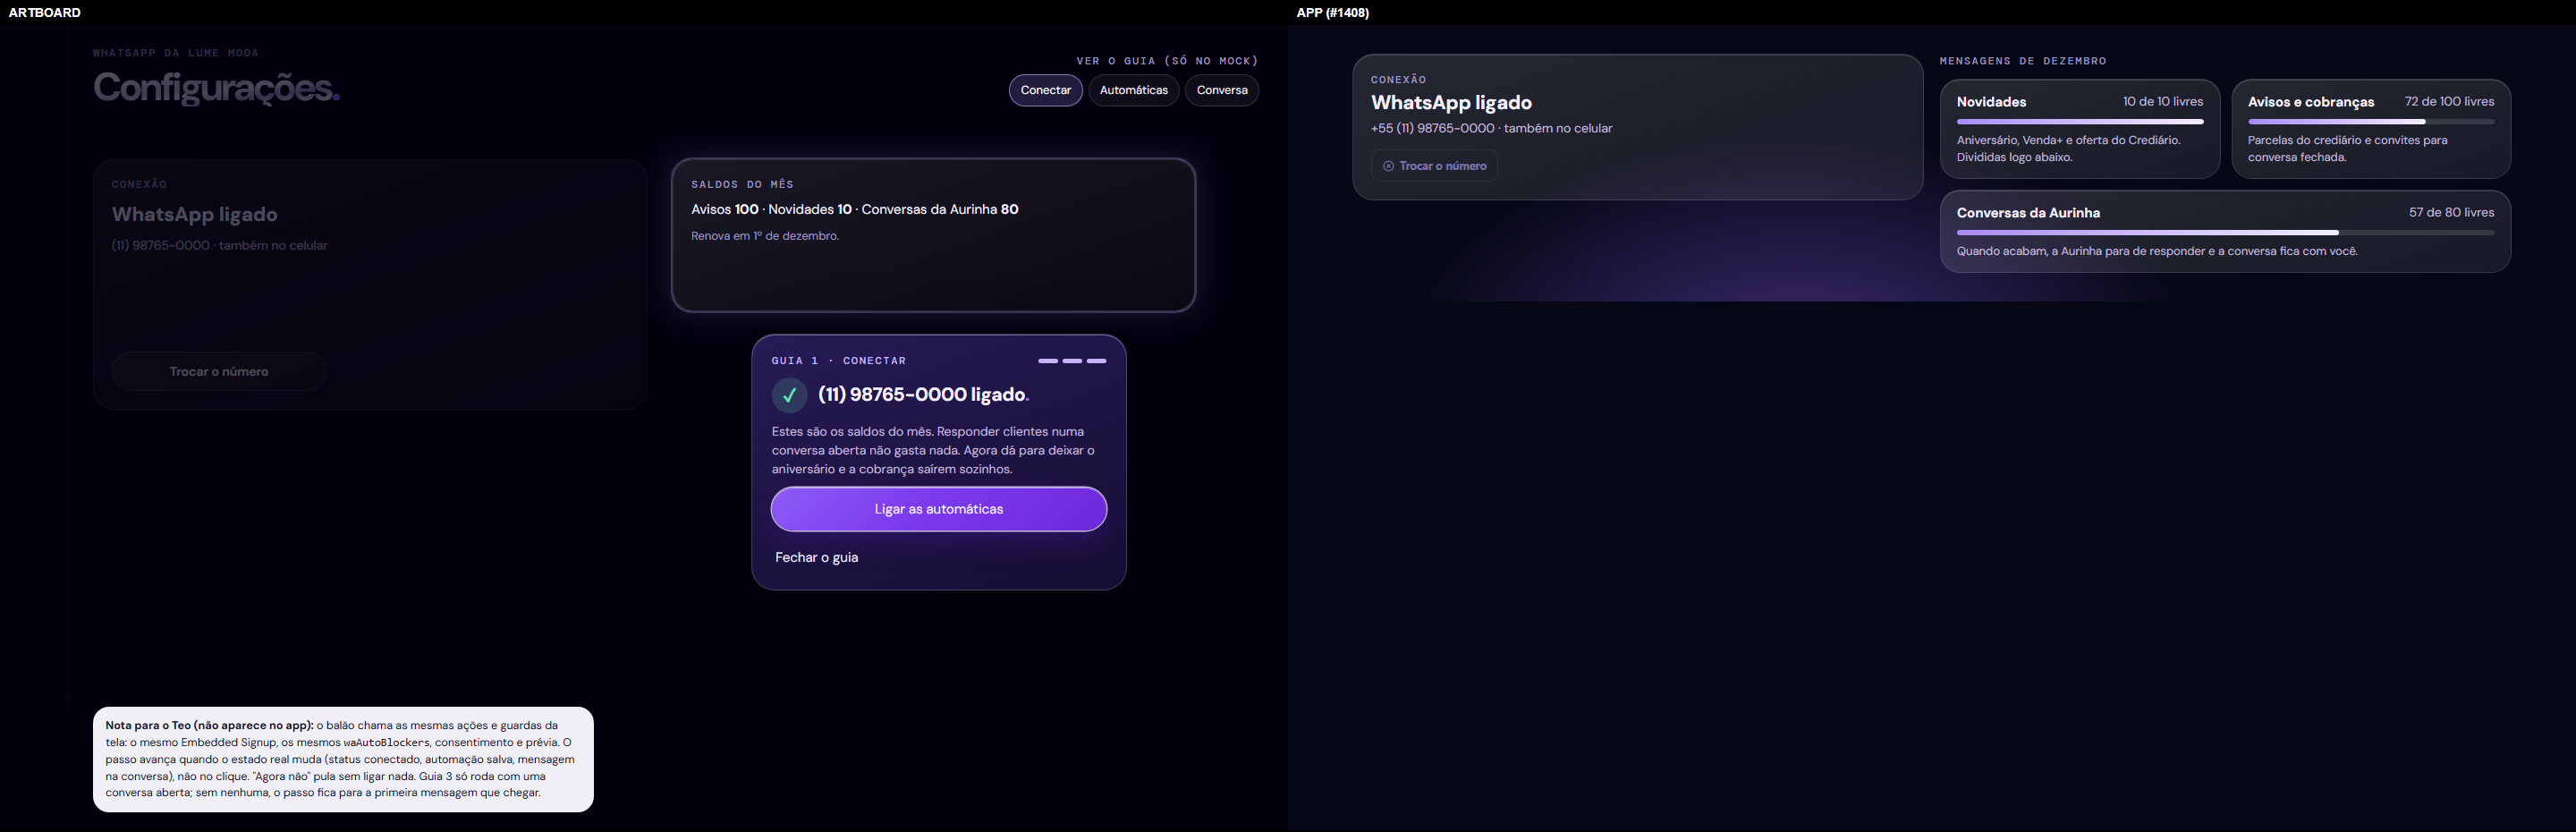 ARTBOARD
WHATSAPP DA LUME MODA
Configurações.
VER O GUIA (SÓ NO MOCK)
Conectar
Automáticas
Conversa
CONEXÃO
WhatsApp ligado
(11) 98765-0000 · também no celular
Trocar o número
SALDOS DO MÊS
Avisos 100 · Novidades 10 · Conversas da Aurinha 80
Renova em 1º de dezembro.
GUIA 1 · CONECTAR
✓ (11) 98765-0000 ligado.
Estes são os saldos do mês. Responder clientes numa
conversa aberta não gasta nada. Agora dá para deixar o
aniversário e a cobrança saírem sozinhos.
Ligar as automáticas
Fechar o guia
Nota para o Teo (não aparece no app): o balão chama as mesmas ações e guardas da
tela: o mesmo Embedded Signup, os mesmos waAutoBlockers, consentimento e prévia. O
passo avança quando o estado real muda (status conectado, automação salva, mensagem
na conversa), não no clique. "Agora não" pula sem ligar nada. Guia 3 só roda com uma
conversa aberta; sem nenhuma, o passo fica para a primeira mensagem que chegar.
APP (#1408)
CONEXÃO
WhatsApp ligado
+55 (11) 98765-0000 · também no celular
Trocar o número
MENSAGENS DE DEZEMBRO
Novidades 10 de 10 livres
Aniversário, Venda+ e oferta do Crediário.
Divididas logo abaixo.
Avisos e cobranças 72 de 100 livres
Parcelas do crediário e convites para
conversa fechada.
Conversas da Aurinha 57 de 80 livres
Quando acabam, a Aurinha para de responder e a conversa fica com você.